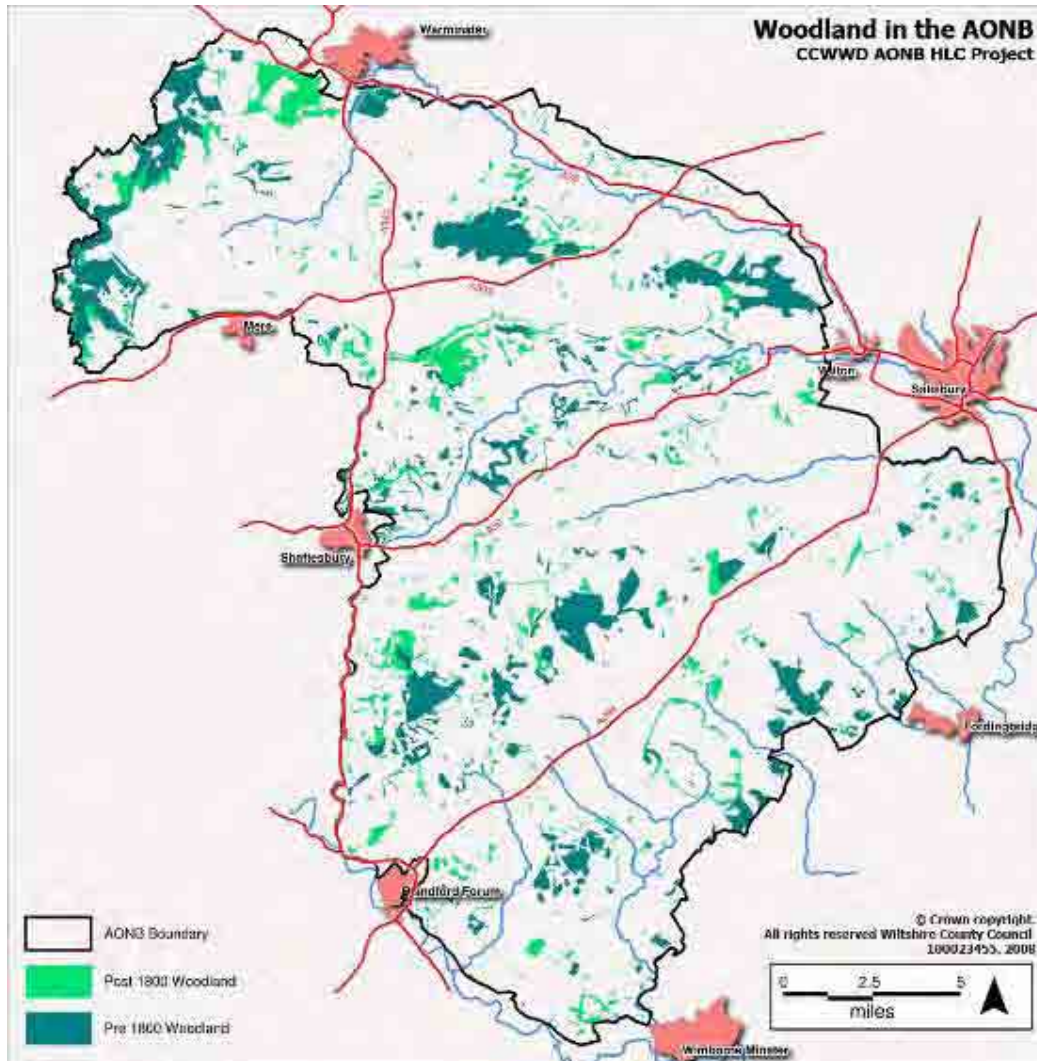 Woodland in the AONB
CCWWD AONB HLC Project
Warminster
Mere
Wilton
Salisbury
Shaftesbury
Fordingbridge
Blandford Forum
Wimborne Minster
AONB Boundary
Post 1800 Woodland
Pre 1800 Woodland
© Crown copyright.
All rights reserved Wiltshire County Council
100023455. 2008
0 2.5 5
miles